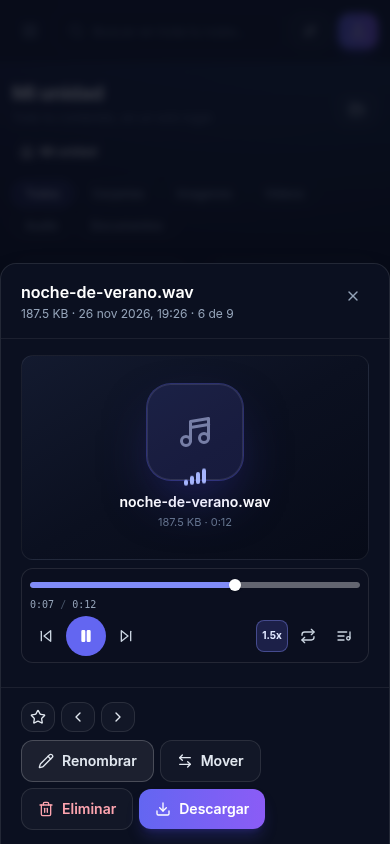 noche-de-verano.wav
187.5 KB · 26 nov 2026, 19:26 · 6 de 9
noche-de-verano.wav
187.5 KB · 0:12
0:07 / 0:12
1.5x
Renombrar
Mover
Eliminar
Descargar